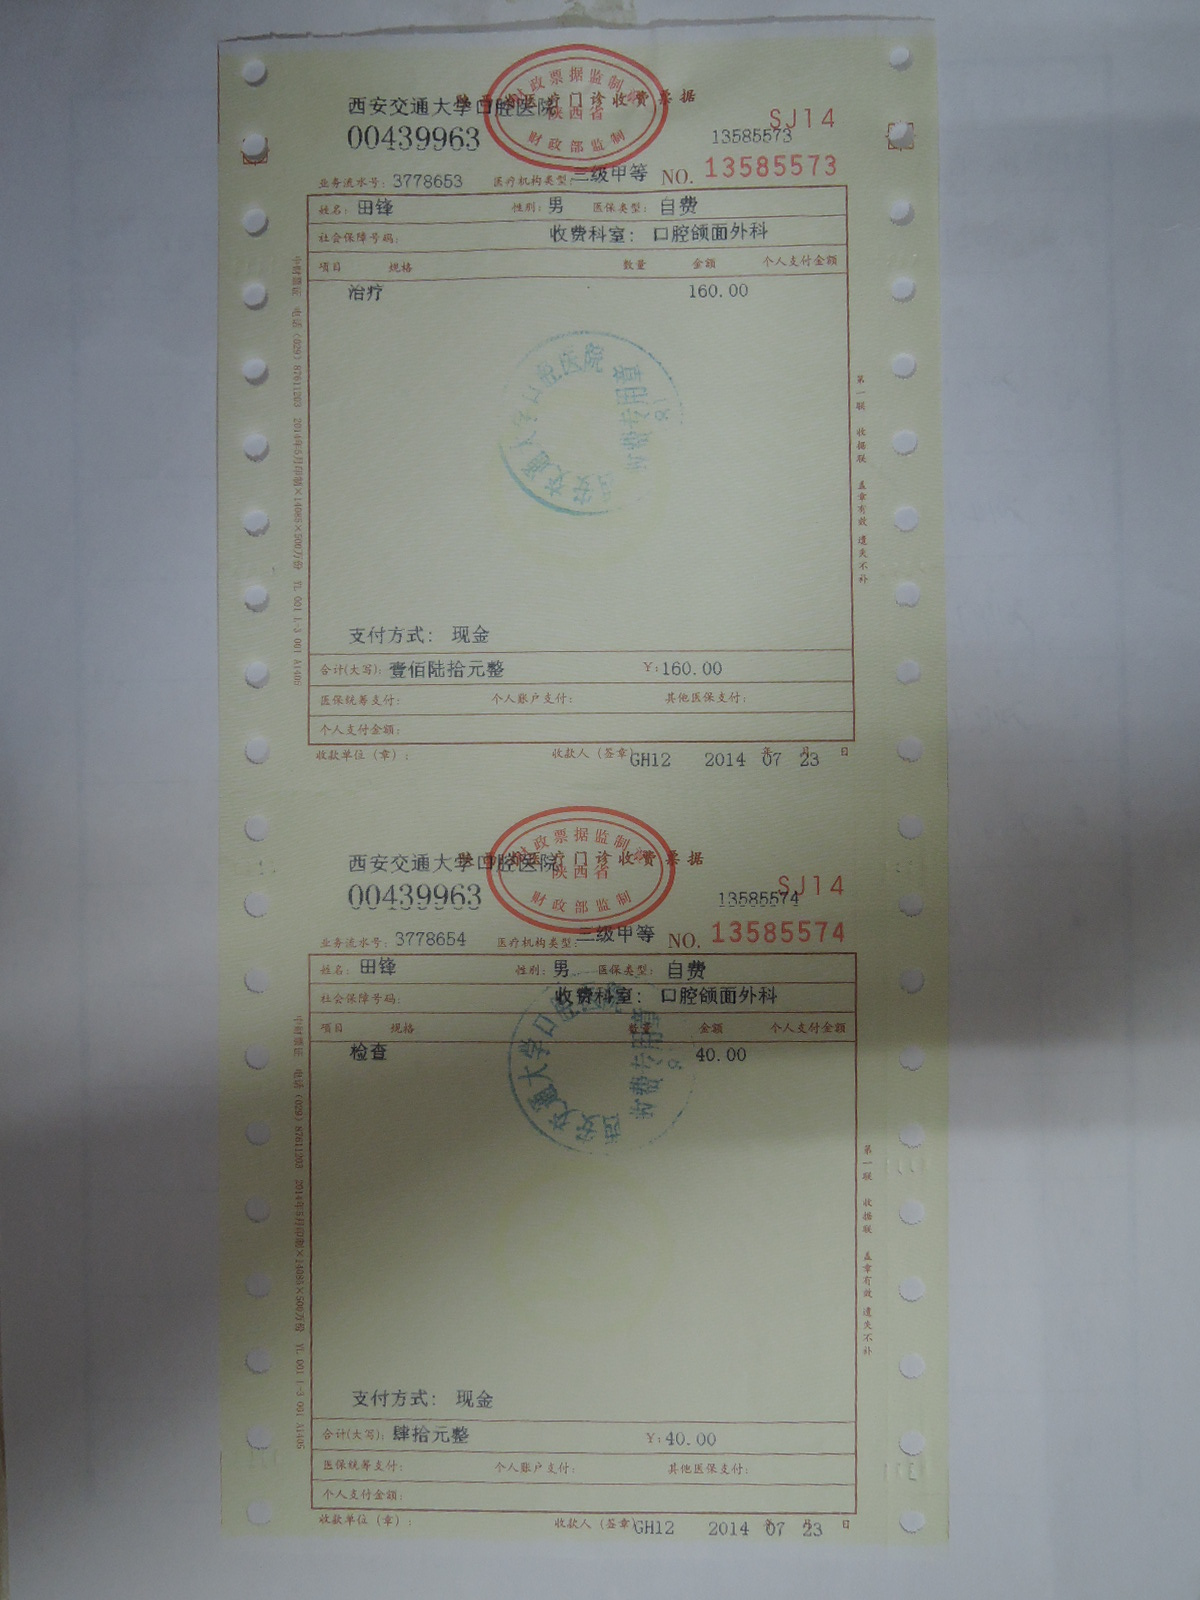 财政票据监制
陕西省医疗门诊收费票据
西安交通大学口腔医院
陕西省
SJ14
00439963
财政部监制
13585573
业务流水号: 3778653 医疗机构类型: 三级甲等 NO. 13585573
姓名: 田锋 性别: 男 医保类型: 自费
社会保障号码: 收费科室: 口腔颌面外科
项目 规格 数量 金额 个人支付金额
治疗 160.00
西安交通大学口腔医院
收费专用章
支付方式: 现金
合计(大写): 壹佰陆拾元整 ¥:160.00
医保统筹支付: 个人账户支付: 其他医保支付:
个人支付金额:
收款单位（章）: 收款人（签章） GH12 2014 年 07 月 23 日
第一联 收据联 盖章有效 遗失不补
电话 (029) 87611203 2014年5月印制×14085×500万份 YL 001 1-3 001 A1406
财政票据监制
陕西省医疗门诊收费票据
西安交通大学口腔医院
陕西省
SJ14
00439963
财政部监制
13585574
业务流水号: 3778654 医疗机构类型: 三级甲等 NO. 13585574
姓名: 田锋 性别: 男 医保类型: 自费
社会保障号码: 收费科室: 口腔颌面外科
项目 规格 数量 金额 个人支付金额
检查 40.00
西安交通大学口腔医院
收费专用章
支付方式: 现金
合计(大写): 肆拾元整 ¥:40.00
医保统筹支付: 个人账户支付: 其他医保支付:
个人支付金额:
收款单位（章）: 收款人（签章） GH12 2014 年 07 月 23 日
第一联 收据联 盖章有效 遗失不补
电话 (029) 87611203 2014年5月印制×14085×500万份 YL 001 1-3 001 A1406